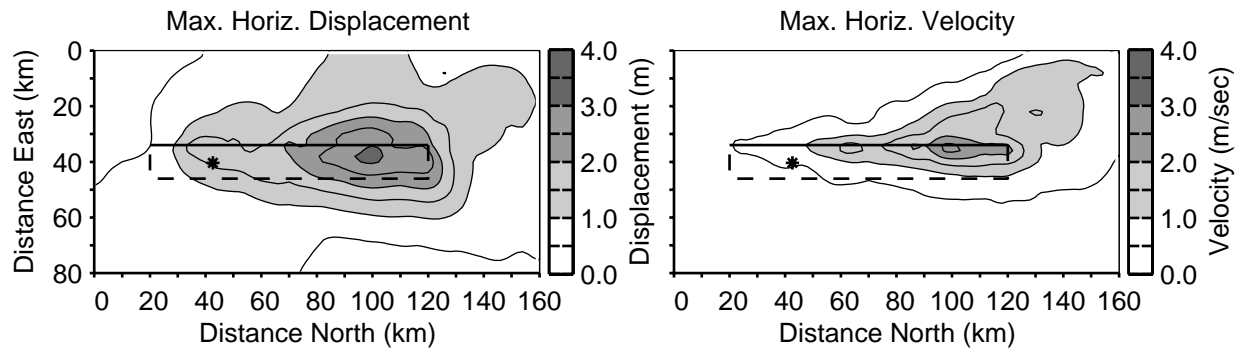 Max. Horiz. Displacement
Distance East (km)
0
20
40
60
80
0 20 40 60 80 100 120 140 160
Distance North (km)
4.0
3.0
2.0
1.0
0.0
Displacement (m)
Max. Horiz. Velocity
0 20 40 60 80 100 120 140 160
Distance North (km)
4.0
3.0
2.0
1.0
0.0
Velocity (m/sec)